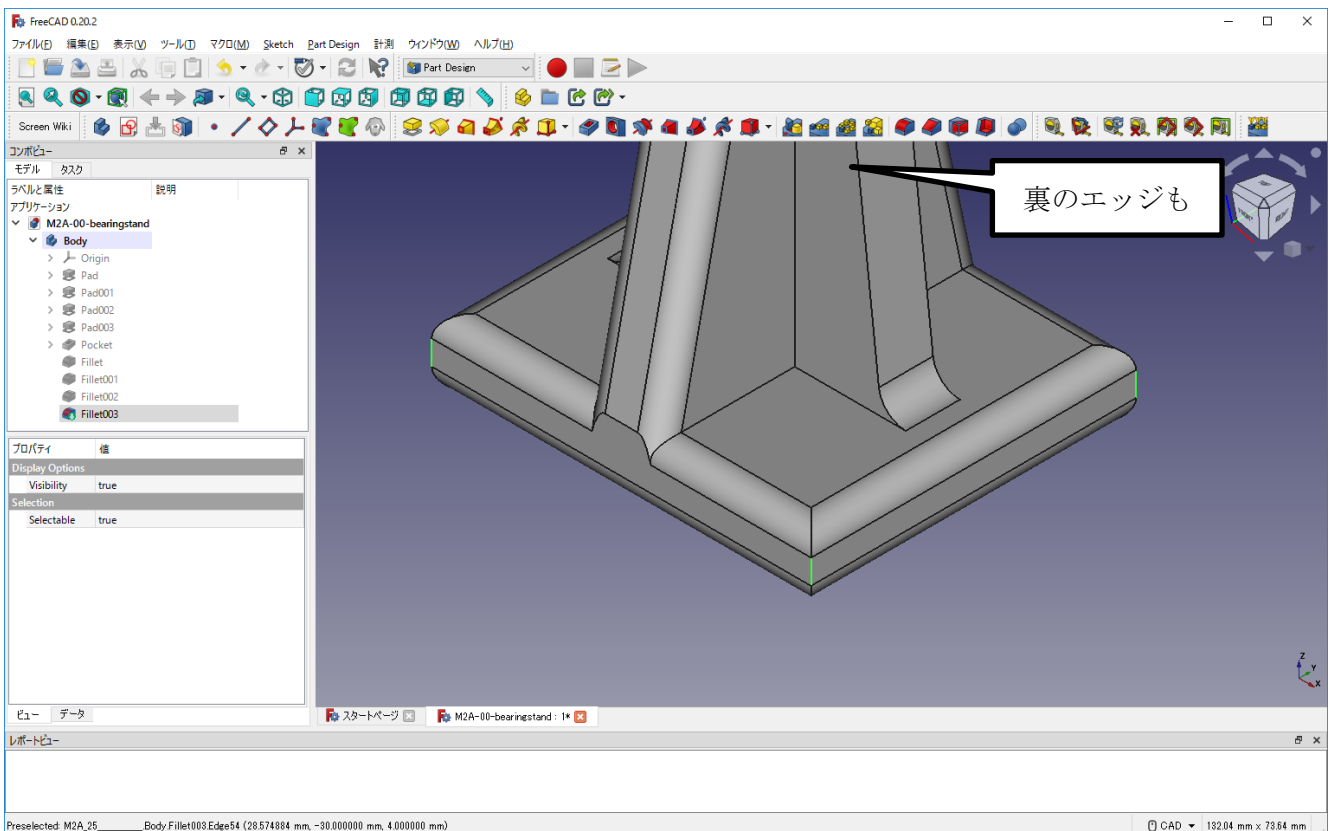 FreeCAD 0.20.2
ファイル(F) 編集(E) 表示(V) ツール(T) マクロ(M) Sketch Part Design 計測 ウィンドウ(W) ヘルプ(H)
Part Design
Screen Wiki
コンボビュー
モデル タスク
ラベルと属性 説明
アプリケーション
M2A-00-bearingstand
Body
Origin
Pad
Pad001
Pad002
Pad003
Pocket
Fillet
Fillet001
Fillet002
Fillet003
プロパティ 値
Display Options
Visibility true
Selection
Selectable true
ビュー データ
裏のエッジも
Z
Y
X
スタートページ M2A-00-bearingstand : 1*
レポートビュー
Preselected: M2A_25________.Body.Fillet003.Edge54 (28.574884 mm, -30.000000 mm, 4.000000 mm)
CAD 132.04 mm x 73.64 mm